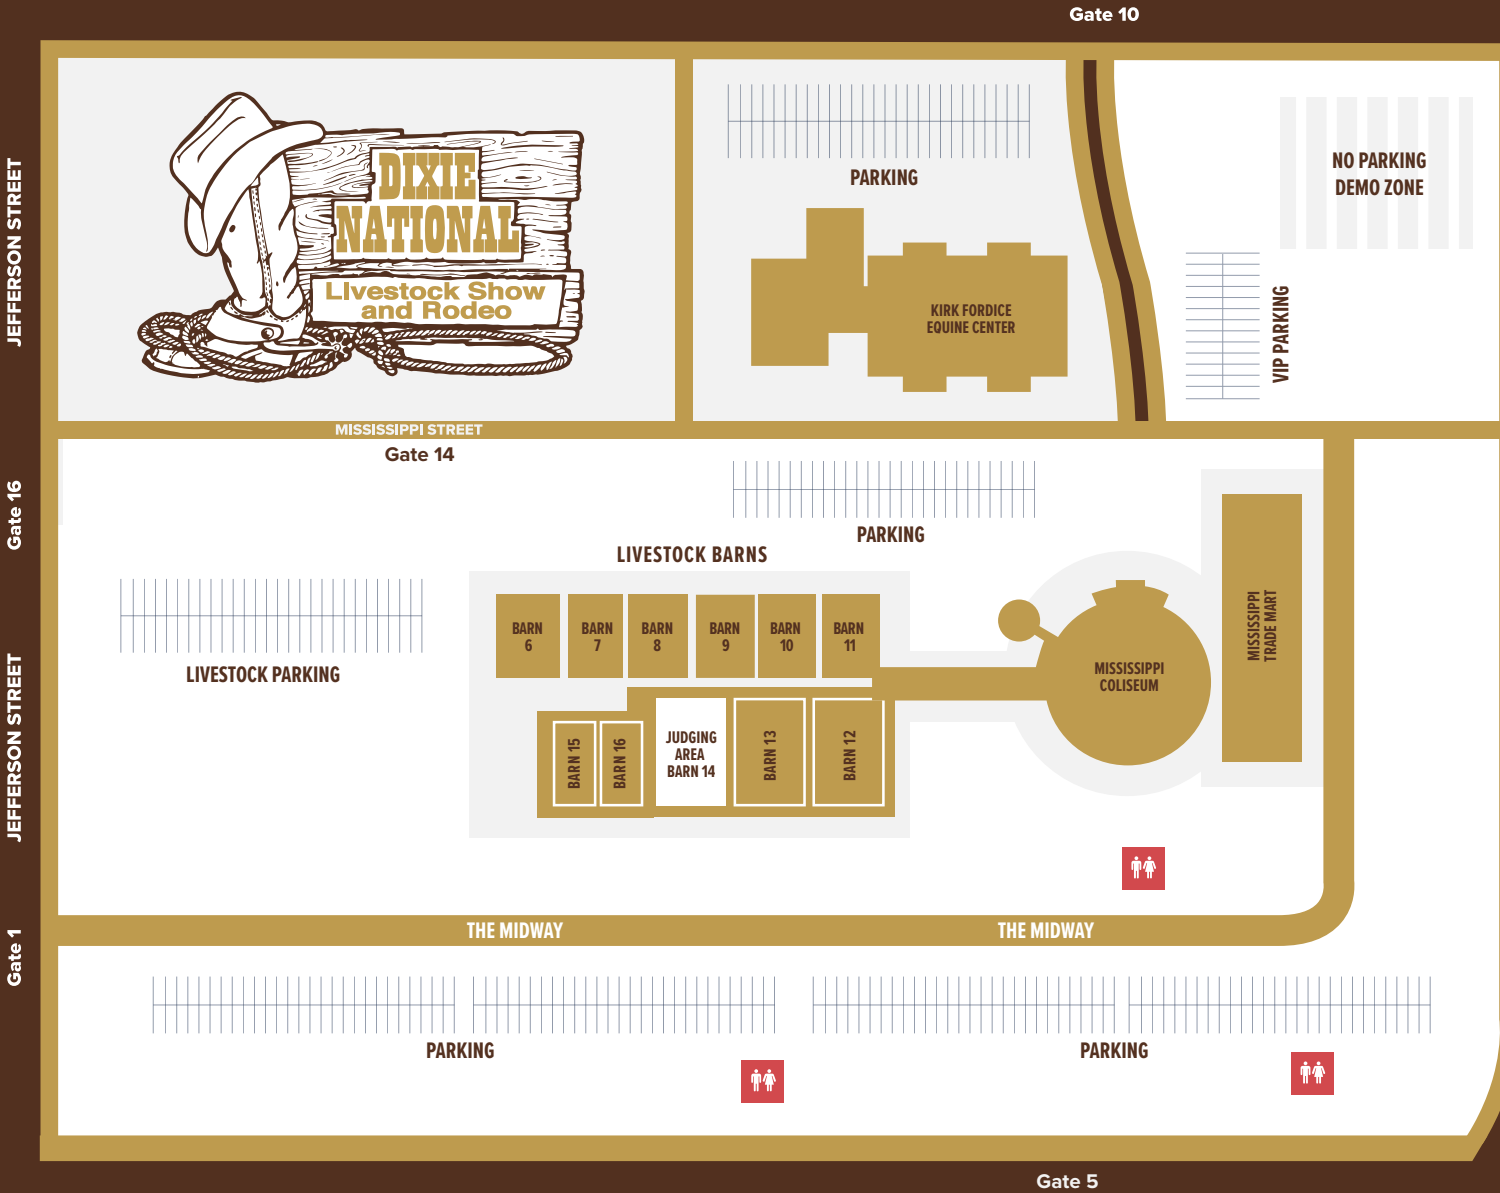 Gate 10
JEFFERSON STREET
DIXIE
NATIONAL
Livestock Show
and Rodeo
PARKING
KIRK FORDICE
EQUINE CENTER
NO PARKING
DEMO ZONE
VIP PARKING
MISSISSIPPI STREET
Gate 14
Gate 16
PARKING
LIVESTOCK BARNS
LIVESTOCK PARKING
BARN
6
BARN
7
BARN
8
BARN
9
BARN
10
BARN
11
BARN 15
BARN 16
JUDGING
AREA
BARN 14
BARN 13
BARN 12
MISSISSIPPI
COLISEUM
MISSISSIPPI
TRADE MART
JEFFERSON STREET
Gate 1
THE MIDWAY
THE MIDWAY
PARKING
PARKING
Gate 5